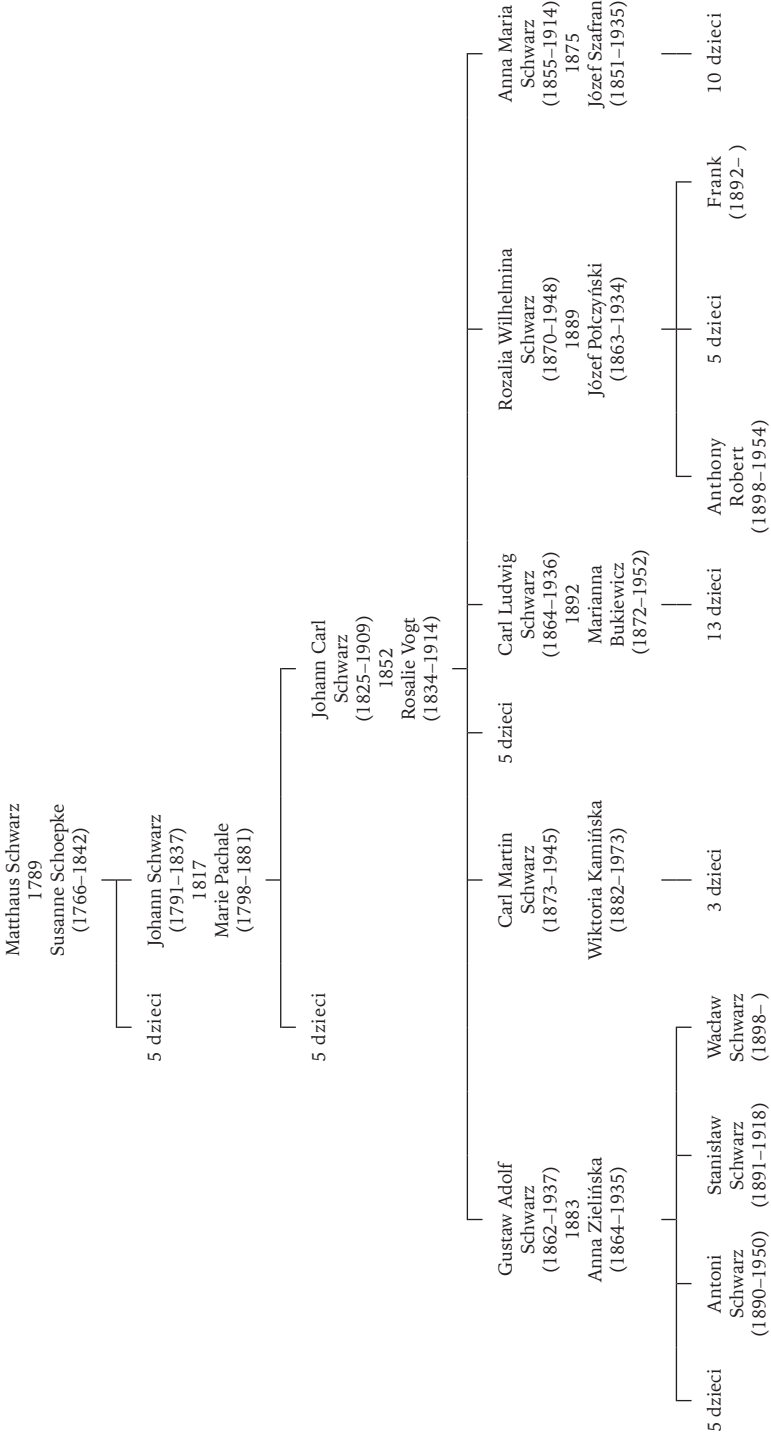 Matthaus Schwarz
1789
Susanne Schoepke
(1766–1842)
5 dzieci
Johann Schwarz
(1791–1837)
1817
Marie Pachale
(1798–1881)
5 dzieci
Johann Carl
Schwarz
(1825–1909)
1852
Rosalie Vogt
(1834–1914)
Gustaw Adolf
Schwarz
(1862–1937)
1883
Anna Zielińska
(1864–1935)
Carl Martin
Schwarz
(1873–1945)
Wiktoria Kamińska
(1882–1973)
5 dzieci
Carl Ludwig
Schwarz
(1864–1936)
1892
Marianna
Bukiewicz
(1872–1952)
Rozalia Wilhelmina
Schwarz
(1870–1948)
1889
Józef Połczyński
(1863–1934)
Anna Maria
Schwarz
(1855–1914)
1875
Józef Szafran
(1851–1935)
5 dzieci
Antoni
Schwarz
(1890–1950)
Stanisław
Schwarz
(1891–1918)
Wacław
Schwarz
(1898– )
3 dzieci
13 dzieci
Anthony
Robert
(1898–1954)
5 dzieci
Frank
(1892– )
10 dzieci